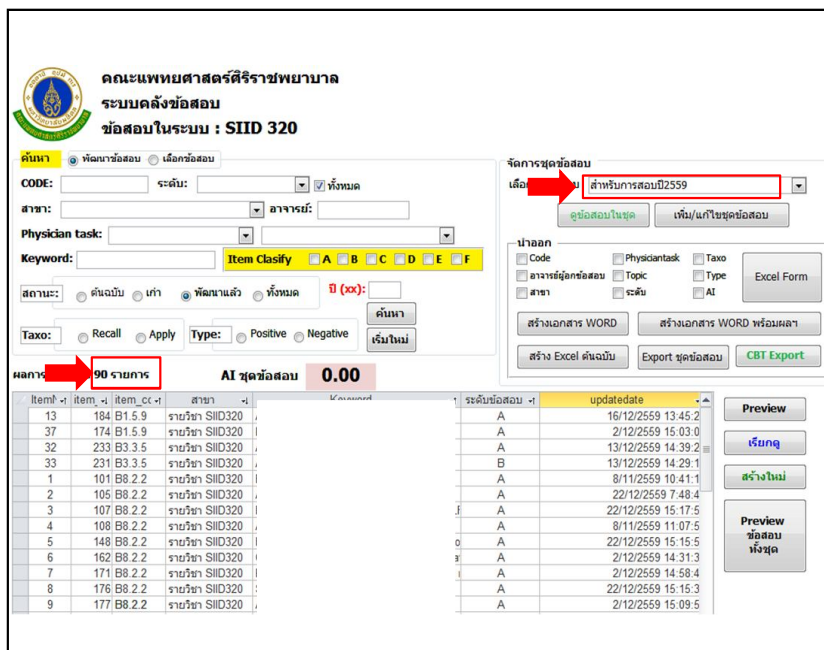 คณะแพทยศาสตร์ศิริราชพยาบาล
ระบบคลังข้อสอบ
ข้อสอบในระบบ : SIID 320
ค้นหา พัฒนาข้อสอบ เลือกข้อสอบ
CODE: ระดับ: ทั้งหมด
สาขา: อาจารย์:
Physician task:
Keyword: Item Clasify A B C D E F
สถานะ: ต้นฉบับ เก่า พัฒนาแล้ว ทั้งหมด ปี (xx):
ค้นหา
Taxo: Recall Apply Type: Positive Negative เริ่มใหม่
จัดการชุดข้อสอบ
สำหรับการสอบปี2559
ดูข้อสอบในชุด เพิ่ม/แก้ไขชุดข้อสอบ
นำออก
Code Physiciantask Taxo
อาจารย์ผู้ออกข้อสอบ Topic Type
สาขา ระดับ AI
Excel Form
สร้างเอกสาร WORD สร้างเอกสาร WORD พร้อมผลฯ
สร้าง Excel ต้นฉบับ Export ชุดข้อสอบ CBT Export
90 รายการ AI ชุดข้อสอบ 0.00
ItemN item_ item_cc สาขา ระดับข้อสอบ updatedate
13 184 B1.5.9 รายวิชา SIID320 A 16/12/2559 13:45:2
37 174 B1.5.9 รายวิชา SIID320 A 2/12/2559 15:03:0
32 233 B3.3.5 รายวิชา SIID320 A 13/12/2559 14:39:2
33 231 B3.3.5 รายวิชา SIID320 B 13/12/2559 14:29:1
1 101 B8.2.2 รายวิชา SIID320 A 8/11/2559 10:41:1
2 105 B8.2.2 รายวิชา SIID320 A 22/12/2559 7:48:4
3 107 B8.2.2 รายวิชา SIID320 A 22/12/2559 15:17:5
4 108 B8.2.2 รายวิชา SIID320 A 8/11/2559 11:07:5
5 148 B8.2.2 รายวิชา SIID320 A 22/12/2559 15:15:5
6 162 B8.2.2 รายวิชา SIID320 A 2/12/2559 14:31:3
7 171 B8.2.2 รายวิชา SIID320 A 2/12/2559 14:58:4
8 176 B8.2.2 รายวิชา SIID320 A 22/12/2559 15:15:3
9 177 B8.2.2 รายวิชา SIID320 A 2/12/2559 15:09:5
Preview
เรียกดู
สร้างใหม่
Preview
ข้อสอบ
ทั้งชุด